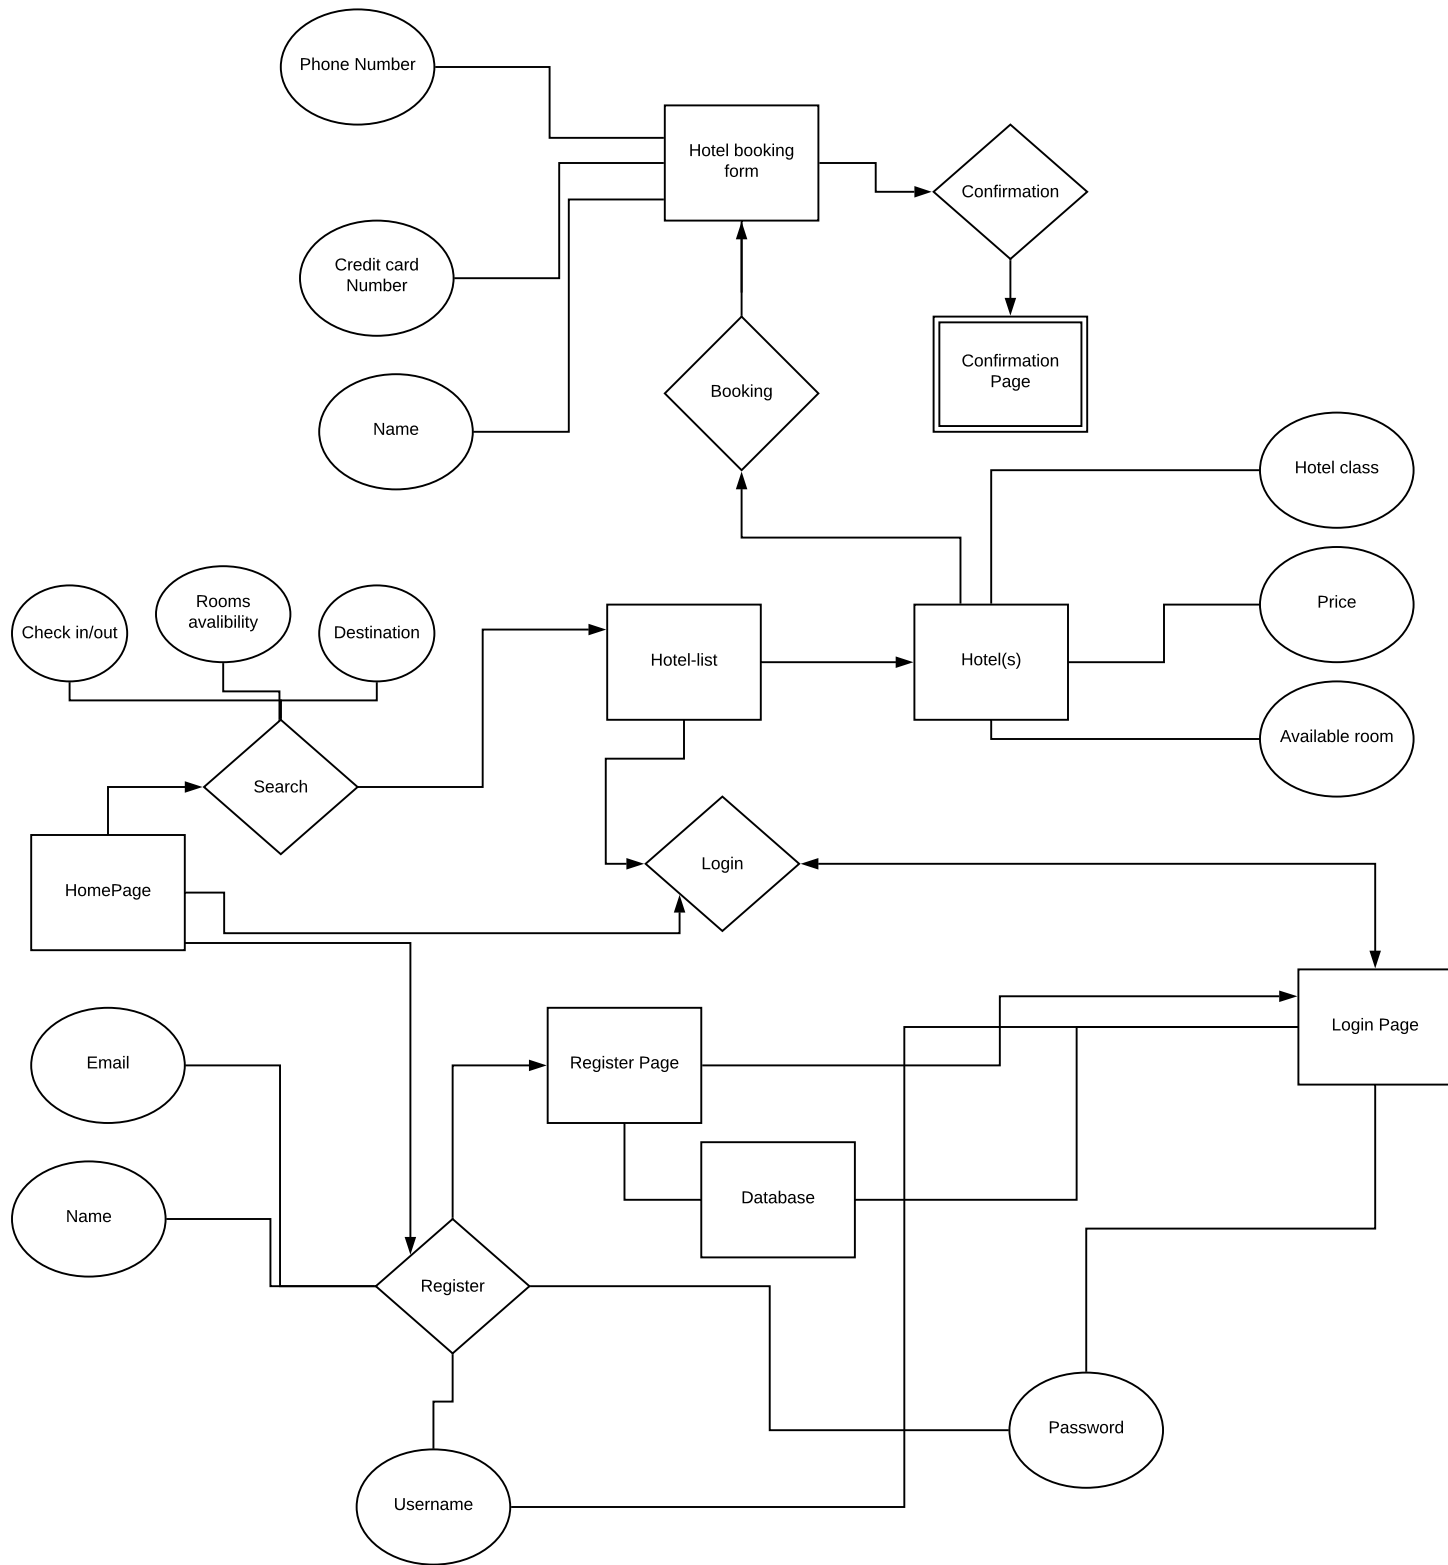 Phone Number
Hotel booking
form
Confirmation
Credit card
Number
Confirmation
Page
Booking
Name
Hotel class
Rooms
avalibility
Price
Check in/out
Destination
Hotel-list
Hotel(s)
Available room
Search
Login
HomePage
Login Page
Email
Register Page
Database
Name
Register
Password
Username